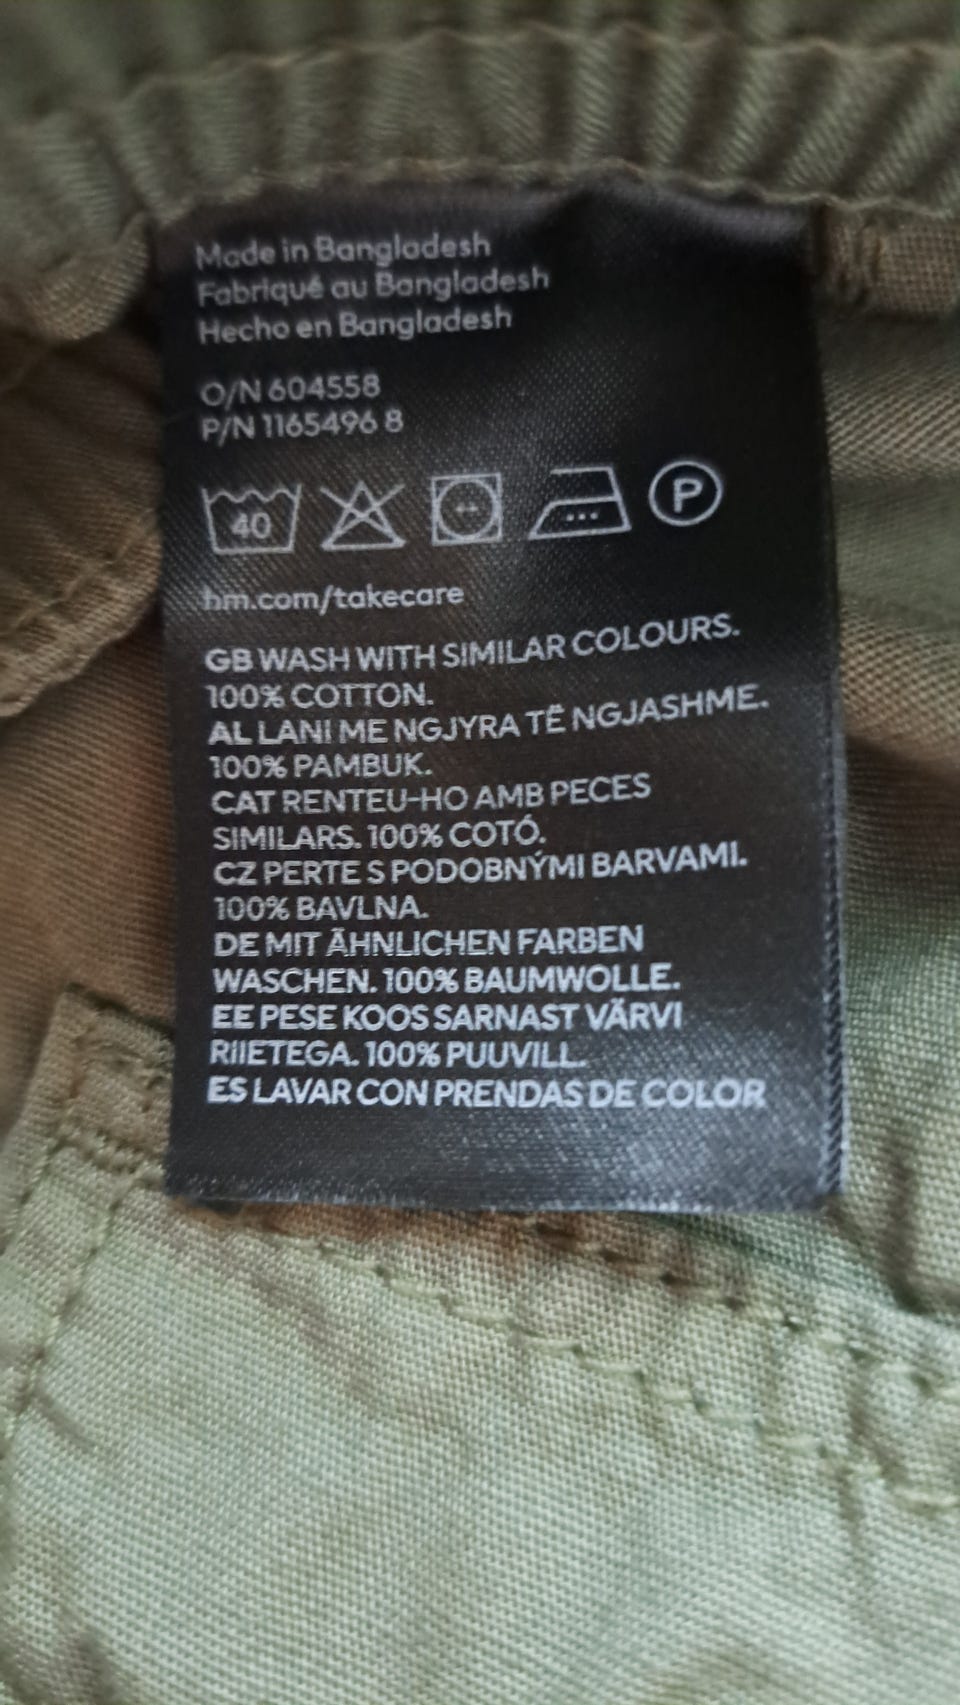 Made in Bangladesh
Fabriqué au Bangladesh
Hecho en Bangladesh
O/N 604558
P/N 1165496 8
40
P
hm.com/takecare
GB WASH WITH SIMILAR COLOURS.
100% COTTON.
AL LANI ME NGJYRA TË NGJASHME.
100% PAMBUK.
CAT RENTEU-HO AMB PECES
SIMILARS. 100% COTÓ.
CZ PERTE S PODOBNÝMI BARVAMI.
100% BAVLNA.
DE MIT ÄHNLICHEN FARBEN
WASCHEN. 100% BAUMWOLLE.
EE PESE KOOS SARNAST VÄRVI
RIIETEGA. 100% PUUVILL.
ES LAVAR CON PRENDAS DE COLOR